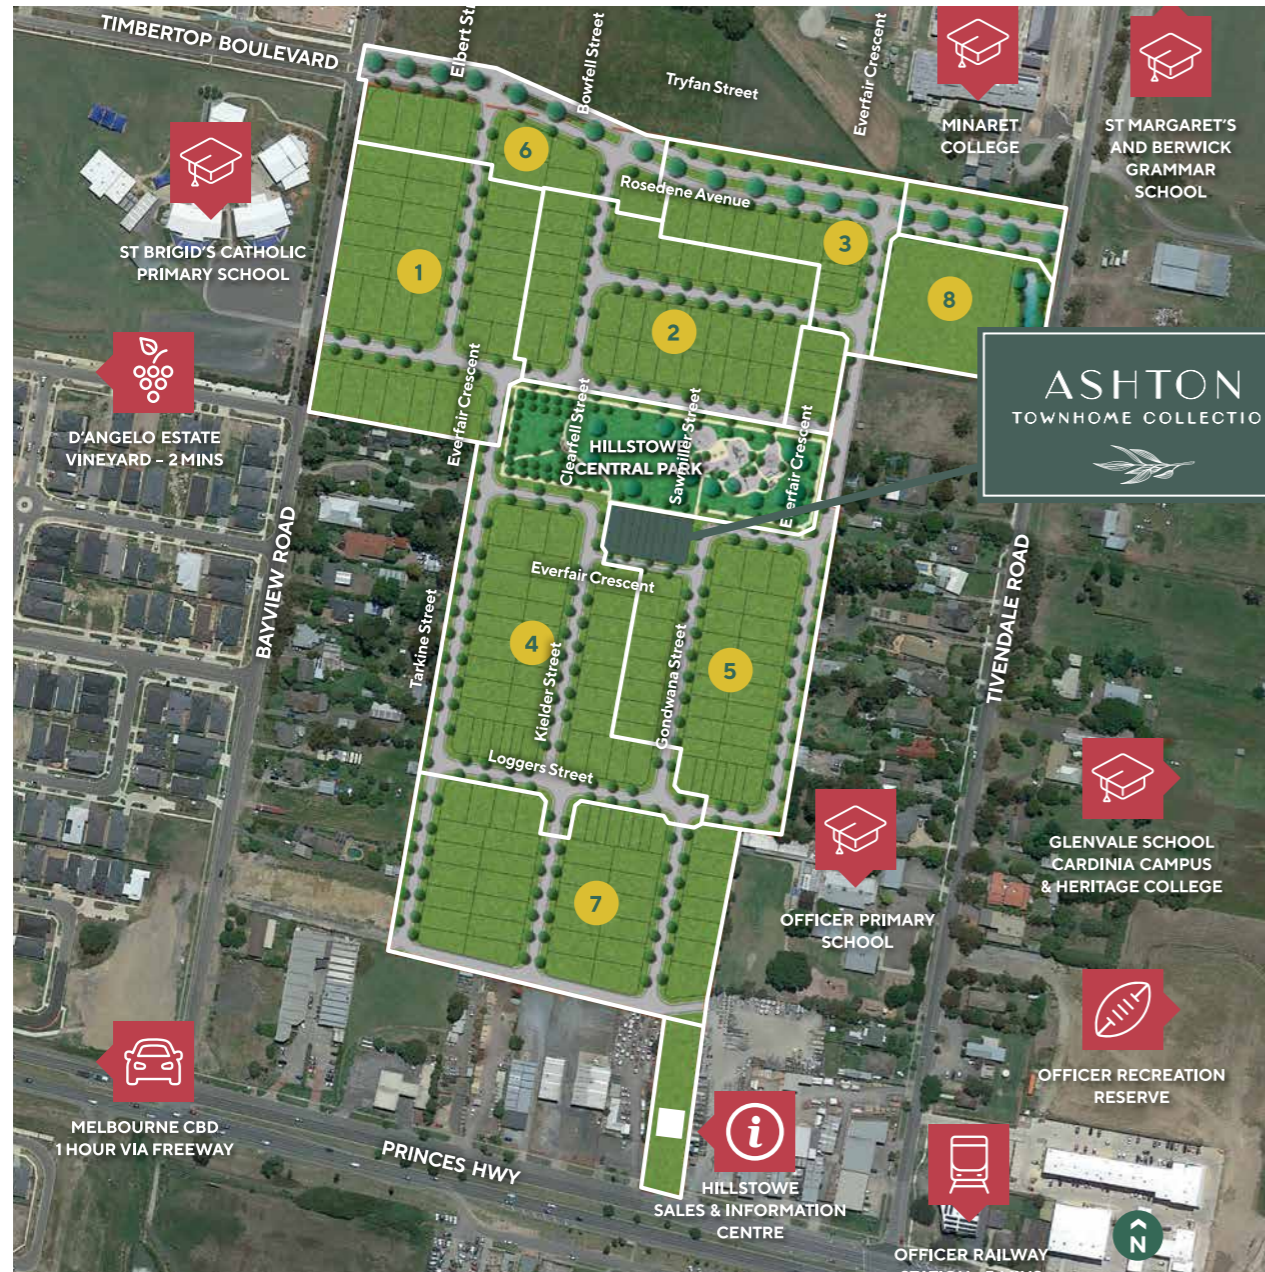 TIMBERTOP BOULEVARD
Elbert St
Bowfell Street
Tryfan Street
Everfair Crescent
MINARET
COLLEGE
ST MARGARET'S
AND BERWICK
GRAMMAR
SCHOOL
6
Rosedene Avenue
ST BRIGID'S CATHOLIC
PRIMARY SCHOOL
1
3
8
2
ASHTON
TOWNHOME COLLECTIO
D'ANGELO ESTATE
VINEYARD – 2 MINS
Everfair Crescent
Clearfell Street
Sawmiller Street
Everfair Crescent
HILLSTOWE
CENTRAL PARK
BAYVIEW ROAD
TIVENDALE ROAD
Everfair Crescent
Tarkine Street
4
Kielder Street
Gondwana Street
5
Loggers Street
GLENVALE SCHOOL
CARDINIA CAMPUS
& HERITAGE COLLEGE
7
OFFICER PRIMARY
SCHOOL
OFFICER RECREATION
RESERVE
MELBOURNE CBD
1 HOUR VIA FREEWAY
PRINCES HWY
i
HILLSTOWE
SALES & INFORMATION
CENTRE
N
OFFICER RAILWAY